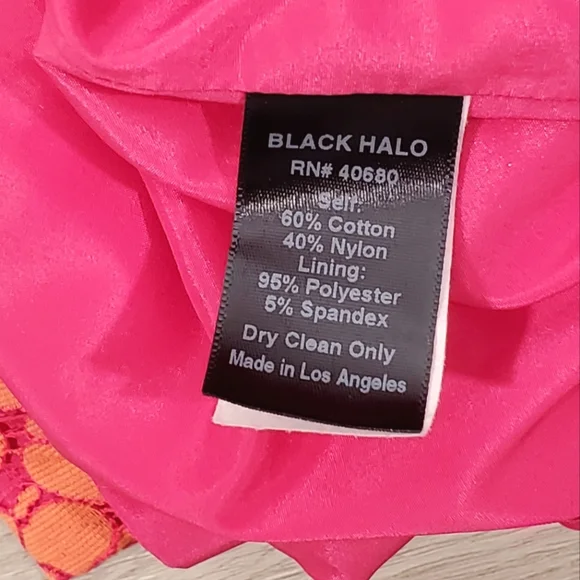 BLACK HALO
RN# 40680
Self:
60% Cotton
40% Nylon
Lining:
95% Polyester
5% Spandex
Dry Clean Only
Made in Los Angeles